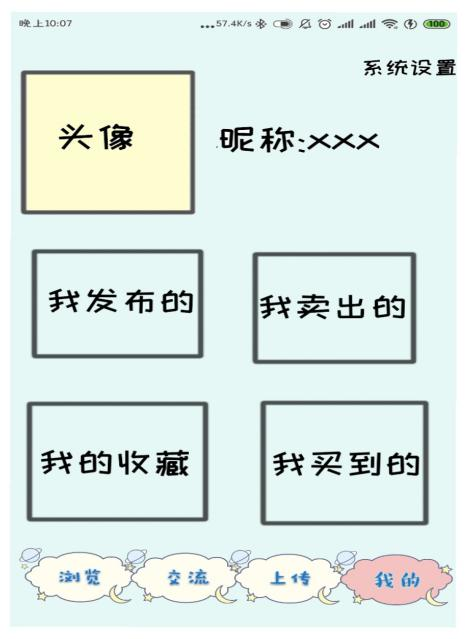 晚上10:07 ...57.4K/s 100
系统设置
头像 昵称:xxx
我发布的 我卖出的
我的收藏 我买到的
浏览 交流 上传 我的